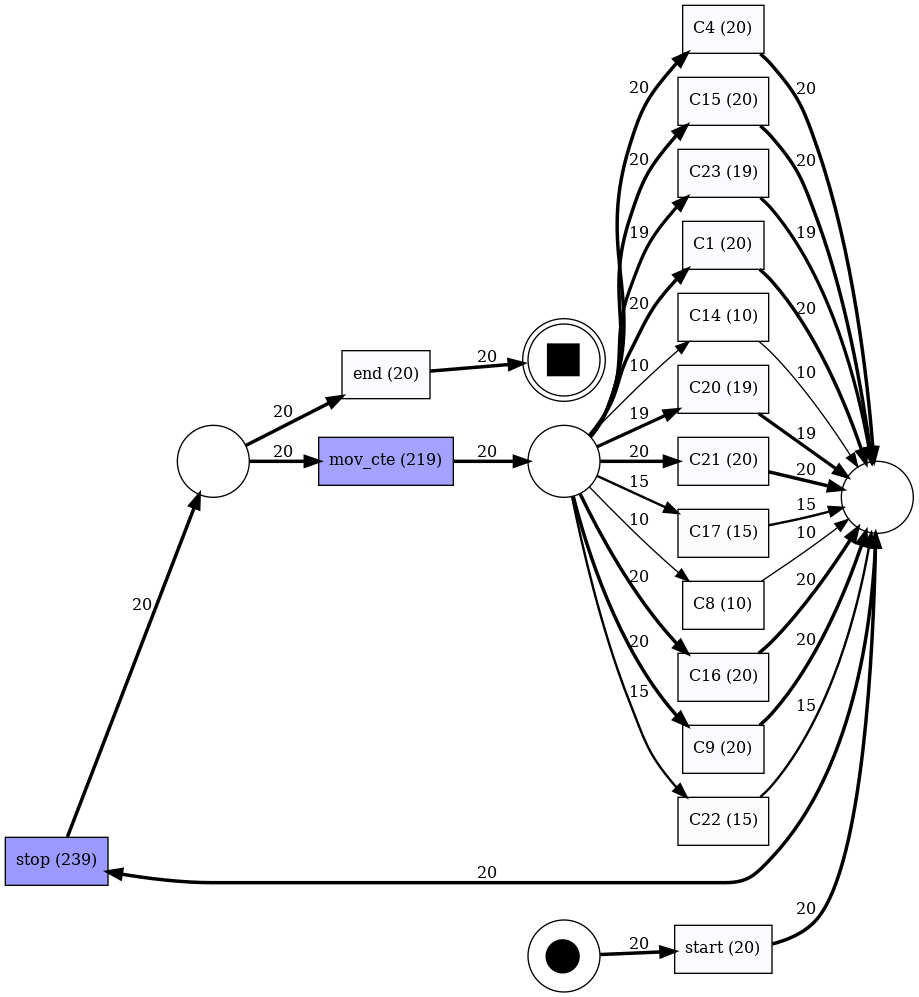 C4 (20)
20
20
C15 (20)
20
20
C23 (19)
19
19
C1 (20)
20
20
C14 (10)
10
10
end (20)
20
20
C20 (19)
19
19
mov_cte (219)
20
20
C21 (20)
20
20
C17 (15)
15
15
C8 (10)
10
10
20
C16 (20)
20
20
C9 (20)
20
20
C22 (15)
15
15
stop (239)
20
start (20)
20
20